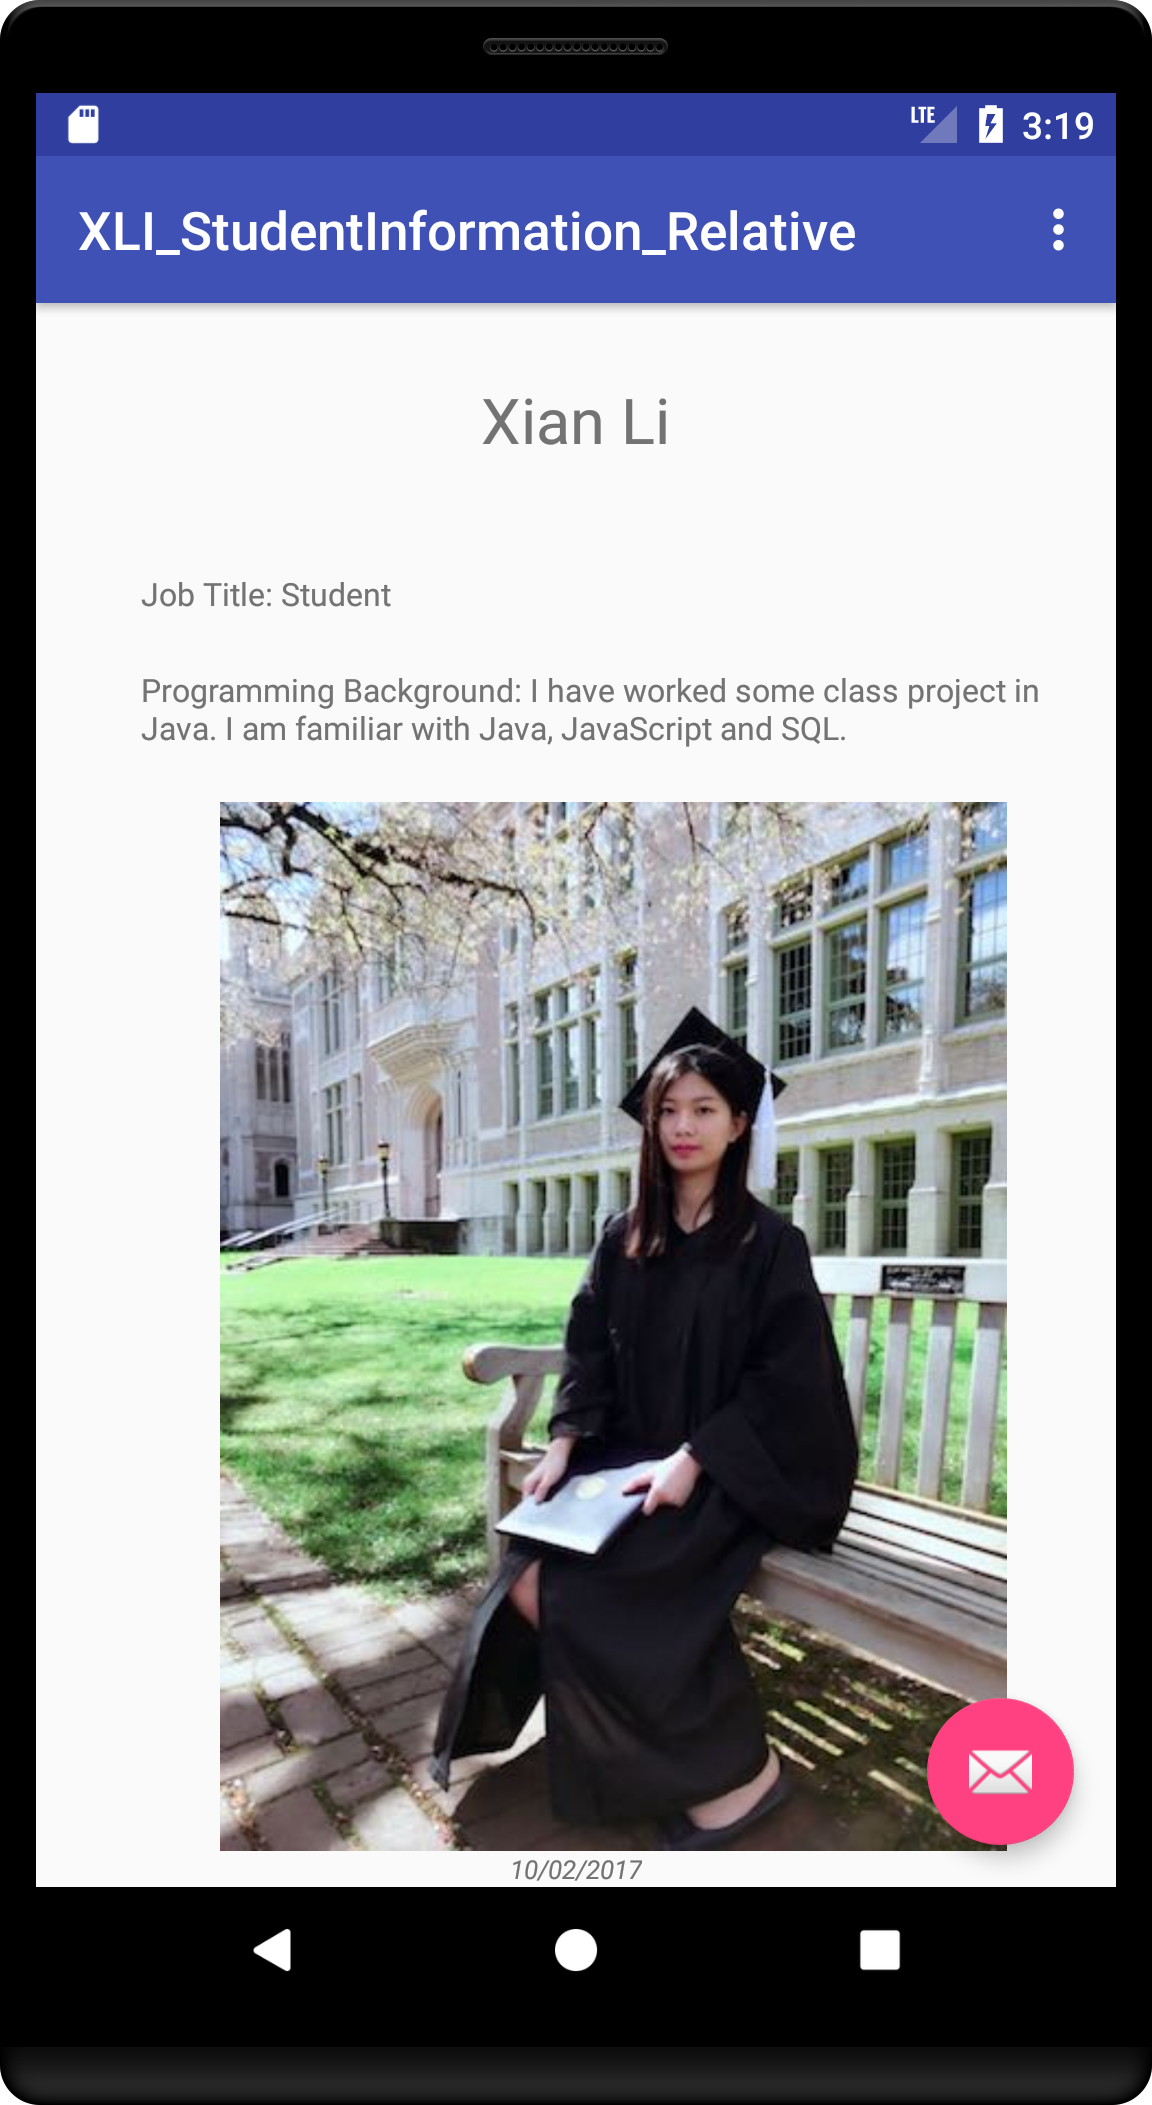 LTE 3:19
XLI_StudentInformation_Relative
Xian Li
Job Title: Student
Programming Background: I have worked some class project in
Java. I am familiar with Java, JavaScript and SQL.
10/02/2017